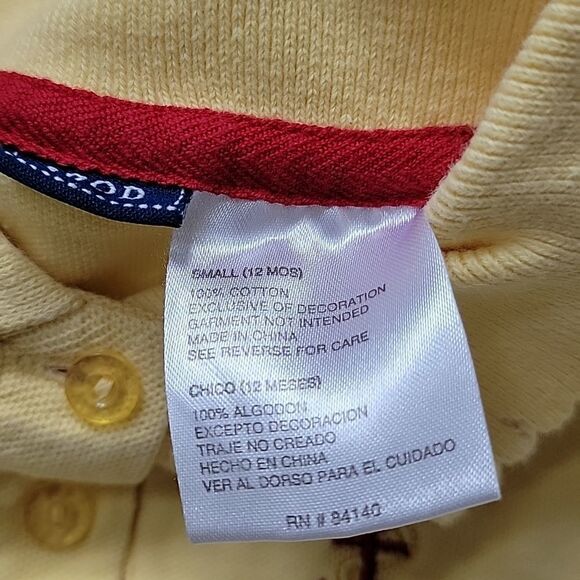 ZOD
SMALL (12 MOS)
100% COTTON
EXCLUSIVE OF DECORATION
GARMENT NOT INTENDED
MADE IN CHINA
SEE REVERSE FOR CARE
CHICO (12 MESES)
100% ALGODON
EXCEPTO DECORACION
TRAJE NO CREADO
HECHO EN CHINA
VER AL DORSO PARA EL CUIDADO
RN # 84140